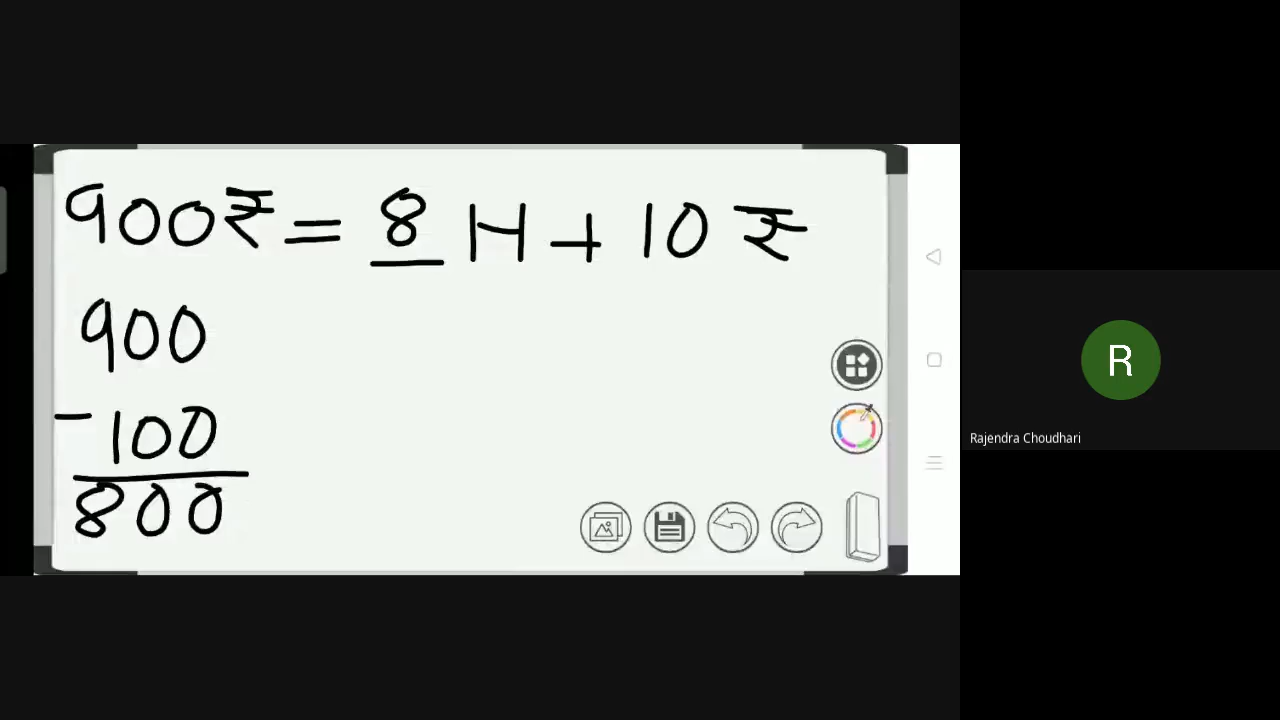 900₹ = 8 H + 10 ₹
900
- 100
800
R
Rajendra Choudhari